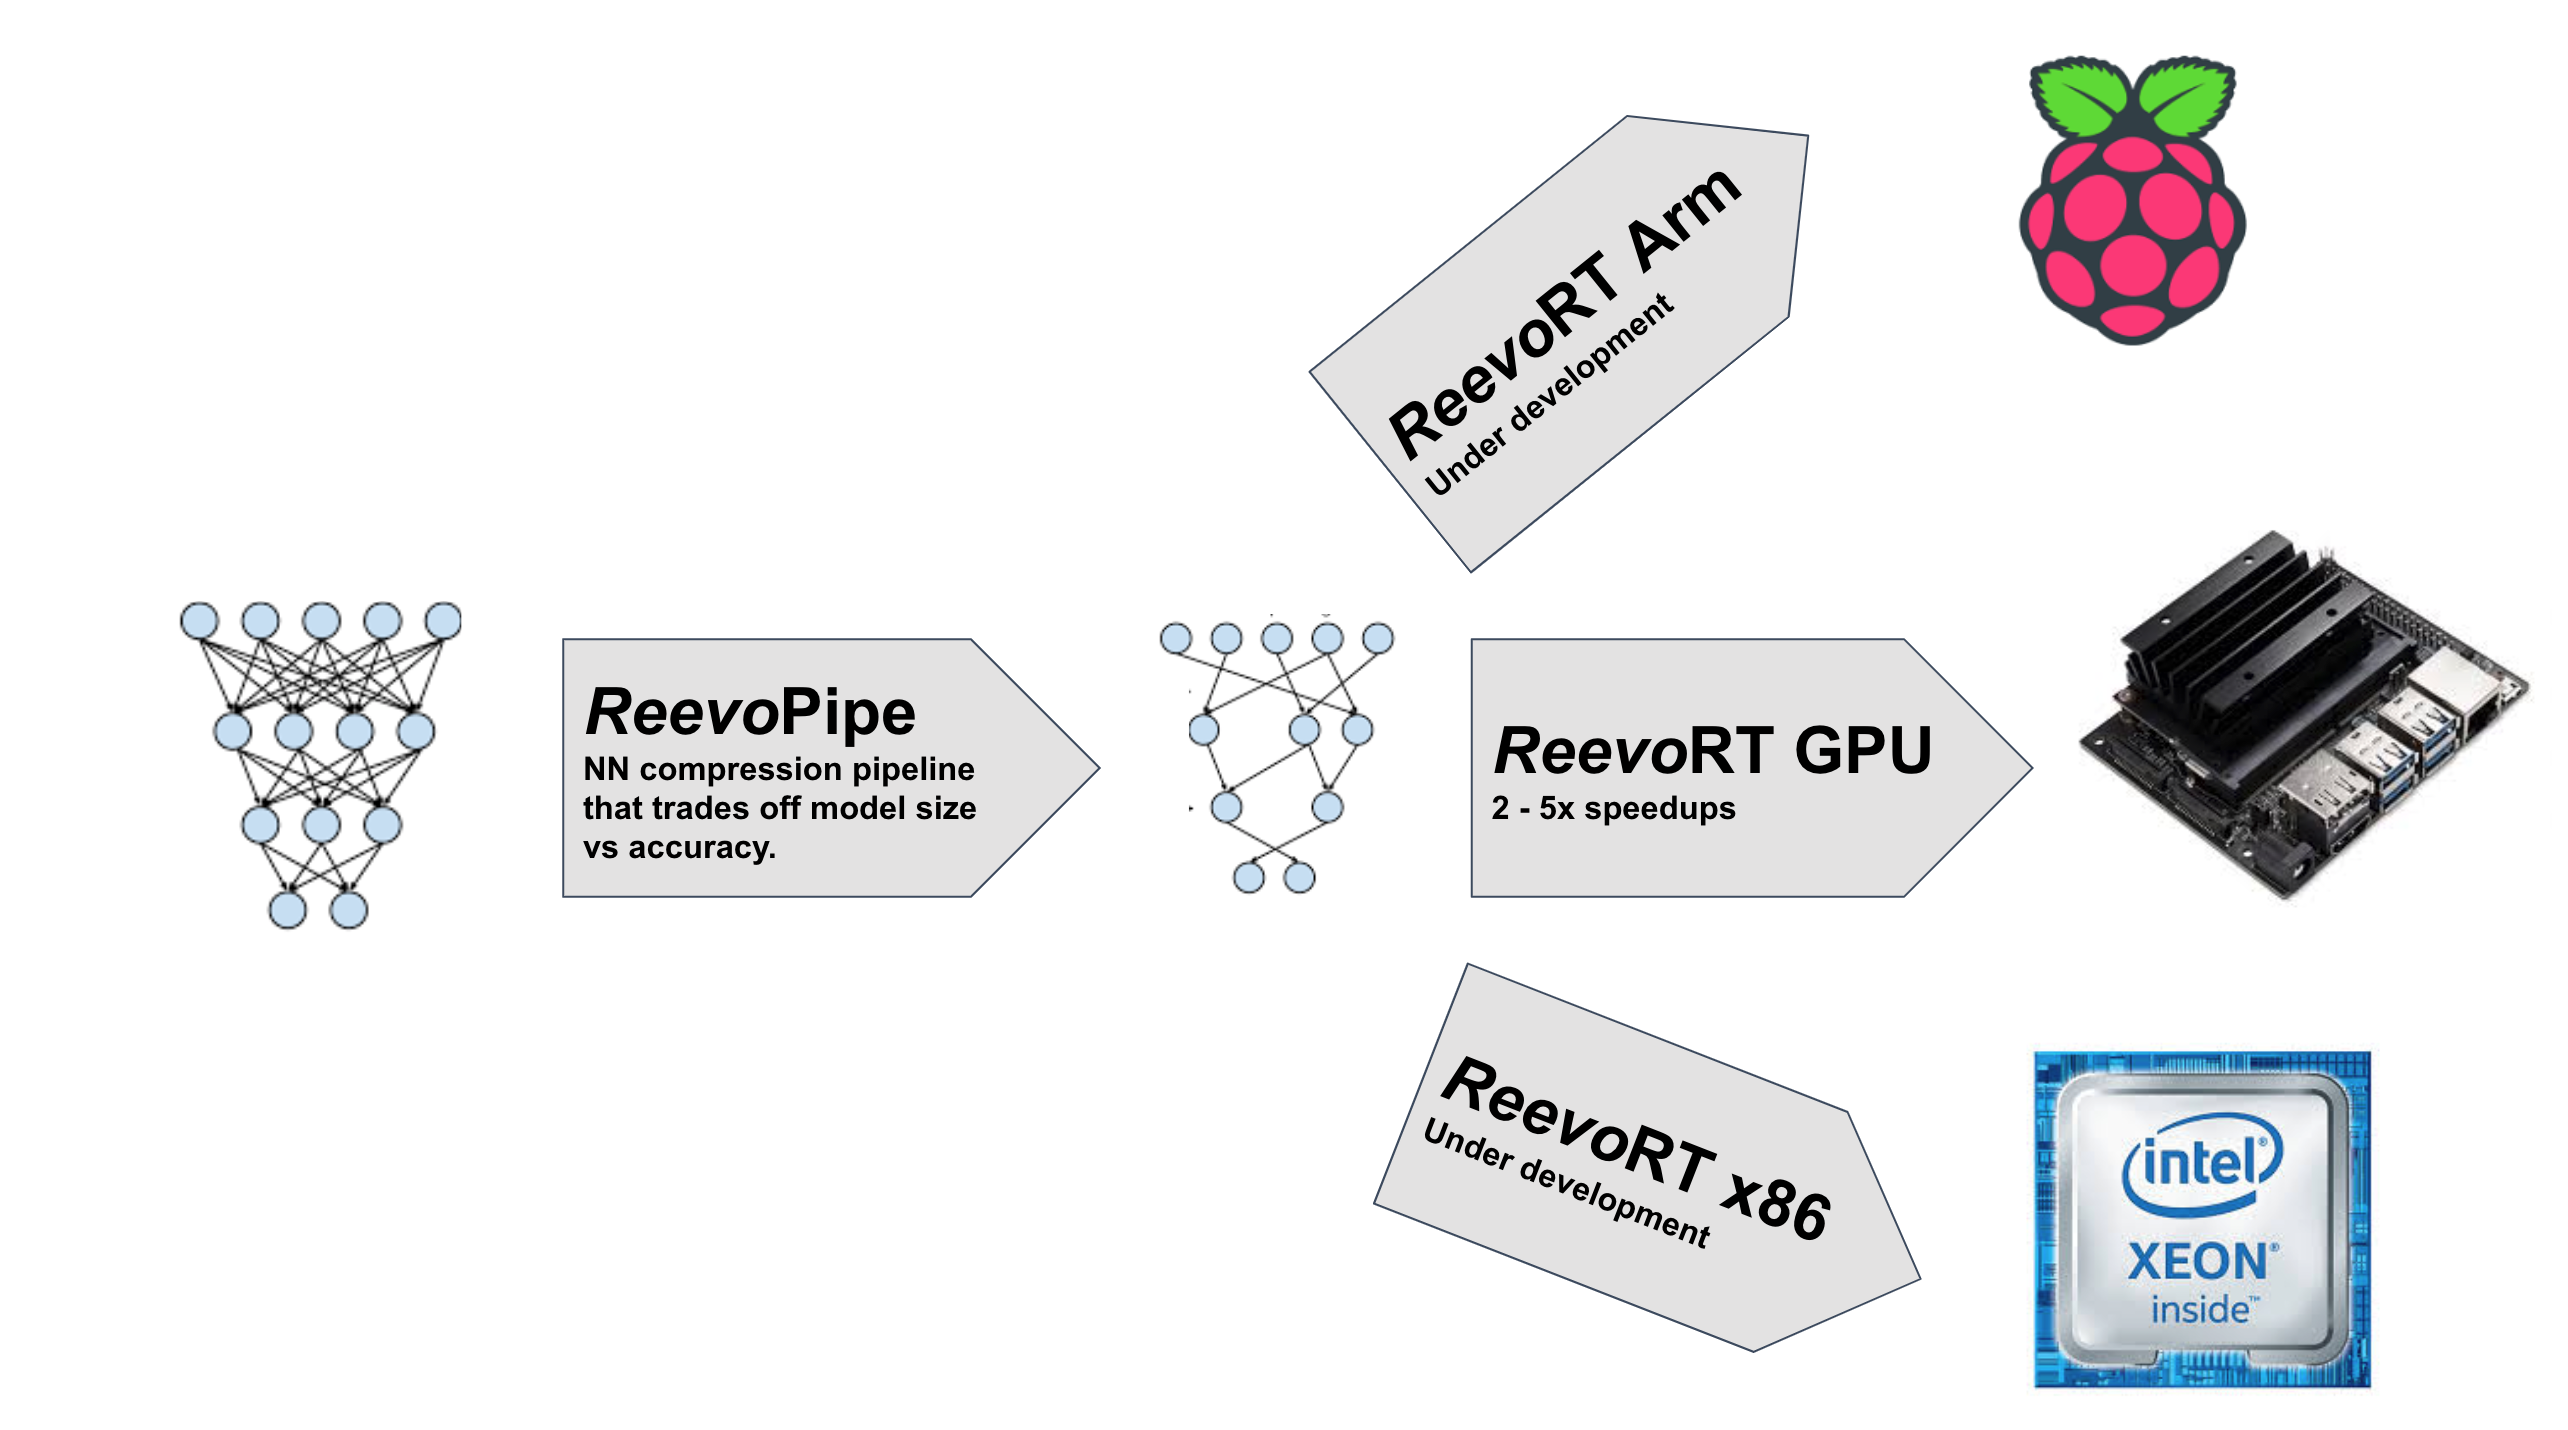 ReevoRT Arm
Under development
ReevoPipe
NN compression pipeline
that trades off model size
vs accuracy.
ReevoRT GPU
2 - 5x speedups
ReevoRT x86
Under development
intel®
XEON®
inside™